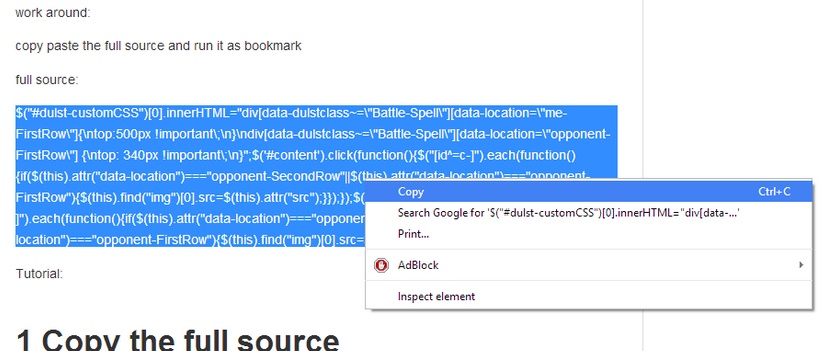 work around:
copy paste the full source and run it as bookmark
full source:
$("#dulst-customCSS")[0].innerHTML="div[data-dulstclass~=\"Battle-Spell\"][data-location=\"me-
FirstRow\"]{\ntop:500px !important\;\n}\ndiv[data-dulstclass~=\"Battle-Spell\"][data-location=\"opponent-
FirstRow\"] {\ntop: 340px !important\;\n}";$('#content').click(function(){$("[id^=c-]").each(function()
{if($(this).attr("data-location")==="opponent-SecondRow"||$(this).attr("data-location")==="opponent-
FirstRow"){$(this).find("img")[0].src=$(this).attr("src");}});});$(
]").each(function(){if($(this).attr("data-location")==="oppone
location")==="opponent-FirstRow"){$(this).find("img")[0].src=
Copy Ctrl+C
Search Google for '$("#dulst-customCSS")[0].innerHTML="div[data-...'
Print...
AdBlock
Inspect element
Tutorial:
1 Copy the full source